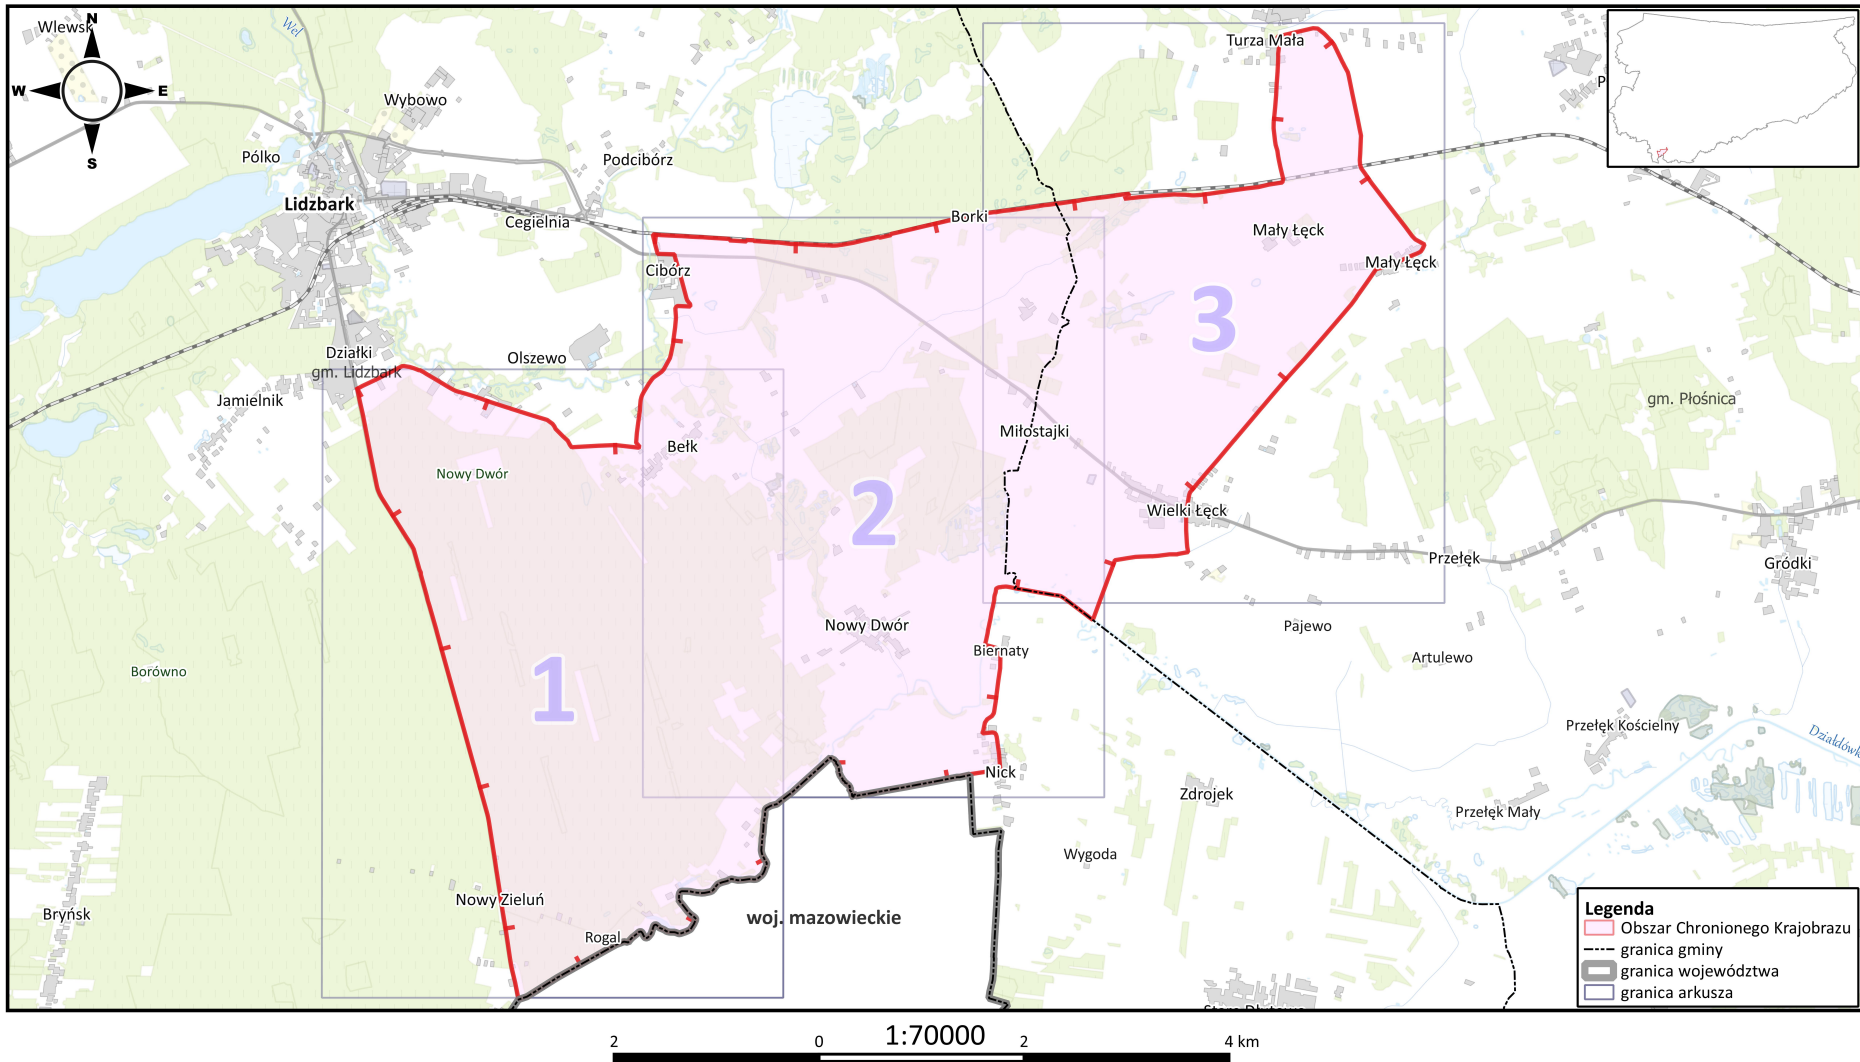 Wlewsk
N
W
E
S
Wel
Wybowo
Pólko
Podcibórz
Turza Mała
P
Lidzbark
Cegielnia
Borki
Mały Łęck
Cibórz
Mały Łęck
3
Działki
Olszewo
gm. Lidzbark
Jamielnik
gm. Płośnica
Miłostajki
Bełk
Nowy Dwór
2
Wielki Łęck
Przełęk
Gródki
Nowy Dwór
Pajewo
Biernaty
Artulewo
Borówno
1
Przełęk Kościelny
Działdówk
Nick
Zdrojek
Przełęk Mały
Wygoda
Nowy Zieluń
Bryńsk
woj. mazowieckie
Rogal
Legenda
Obszar Chronionego Krajobrazu
granica gminy
granica województwa
granica arkusza
1:70000
2 0 2 4 km